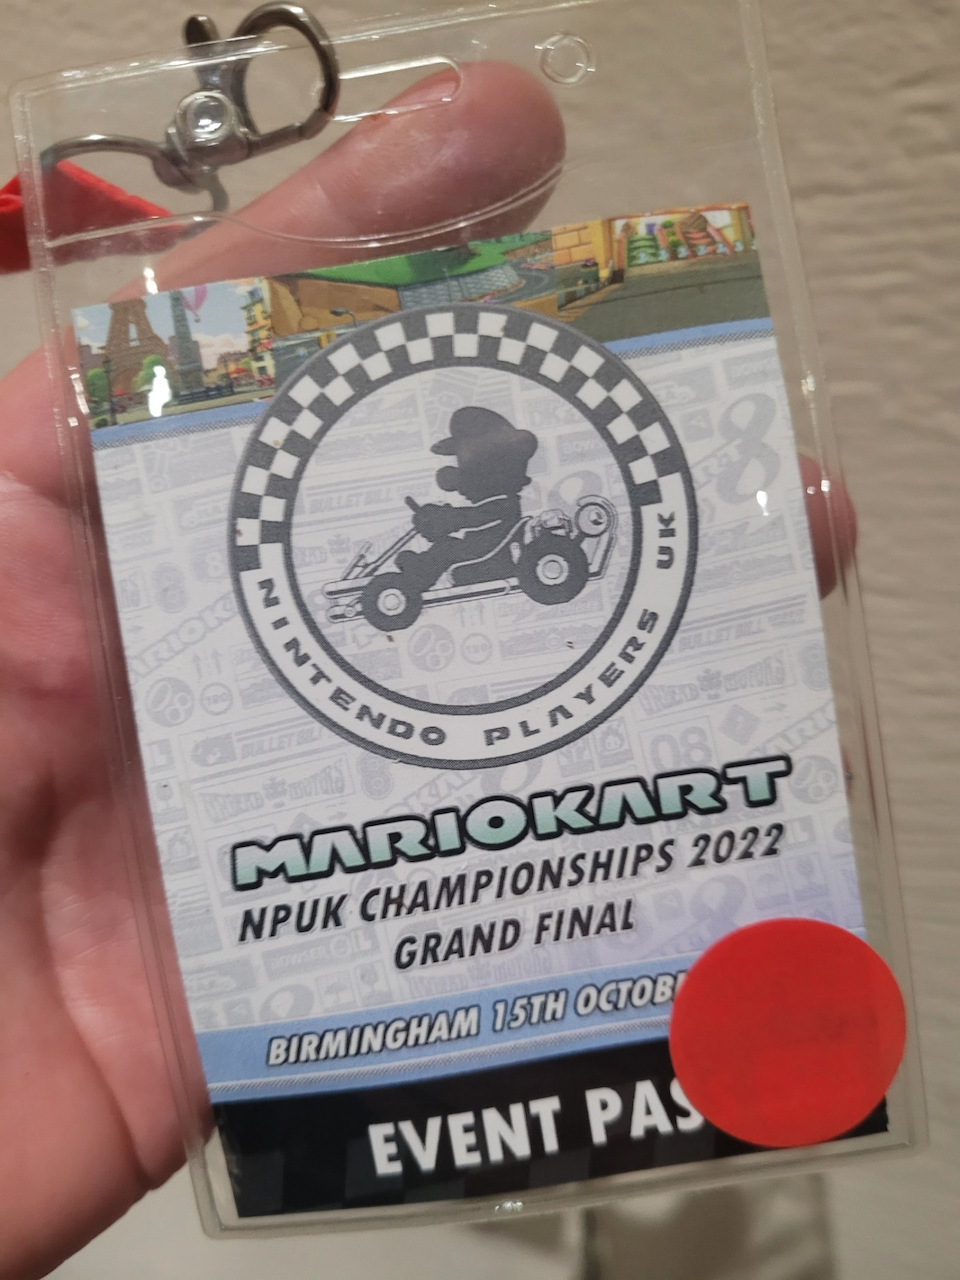 NINTENDO PLAYERS UK
MARIOKART
NPUK CHAMPIONSHIPS 2022
GRAND FINAL
BIRMINGHAM 15TH OCTOB
EVENT PAS